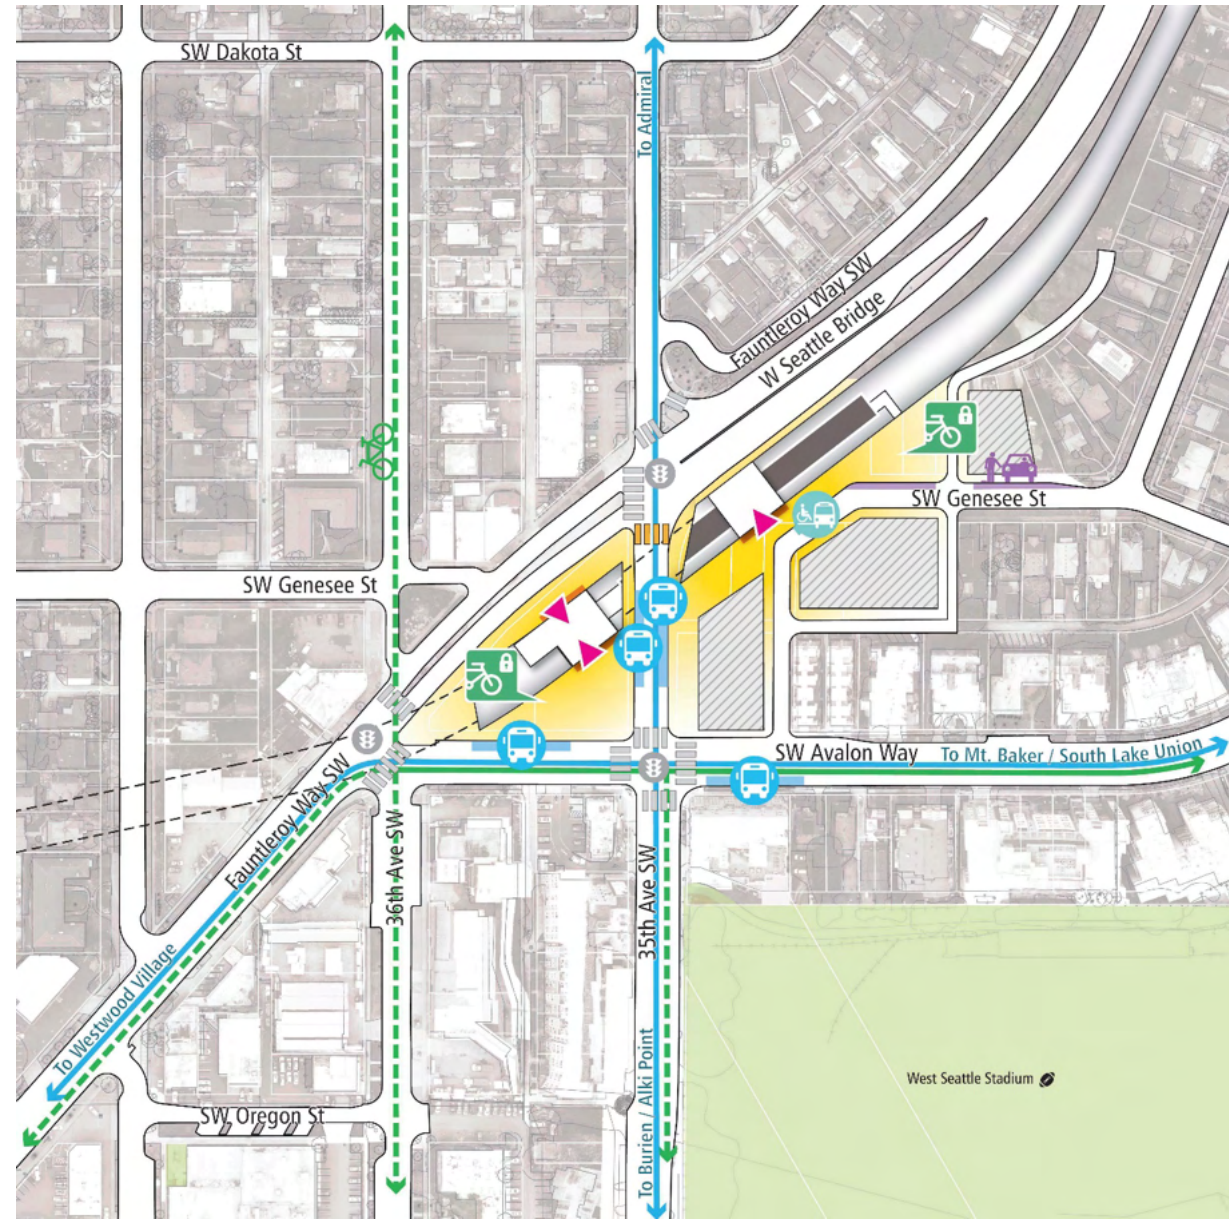 SW Dakota St
To Admiral
Fauntleroy Way SW
W Seattle Bridge
SW Genesee St
SW Genesee St
SW Avalon Way
To Mt. Baker / South Lake Union
Fauntleroy Way SW
36th Ave SW
35th Ave SW
To Westwood Village
To Burien / Alki Point
West Seattle Stadium
SW Oregon St